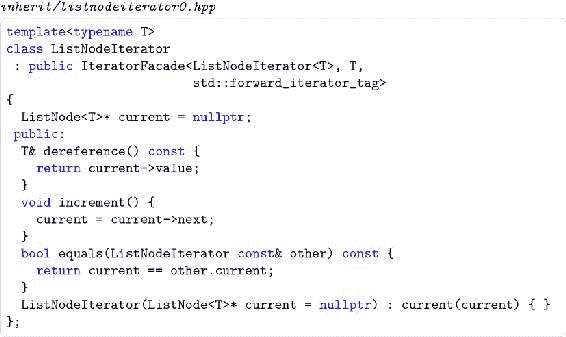 inherit/listnodeiterator0.hpp
template<typename T>
class ListNodeIterator
 : public IteratorFacade<ListNodeIterator<T>, T,
                         std::forward_iterator_tag>
{
  ListNode<T>* current = nullptr;
 public:
  T& dereference() const {
    return current->value;
  }
  void increment() {
    current = current->next;
  }
  bool equals(ListNodeIterator const& other) const {
    return current == other.current;
  }
  ListNodeIterator(ListNode<T>* current = nullptr) : current(current) { }
};